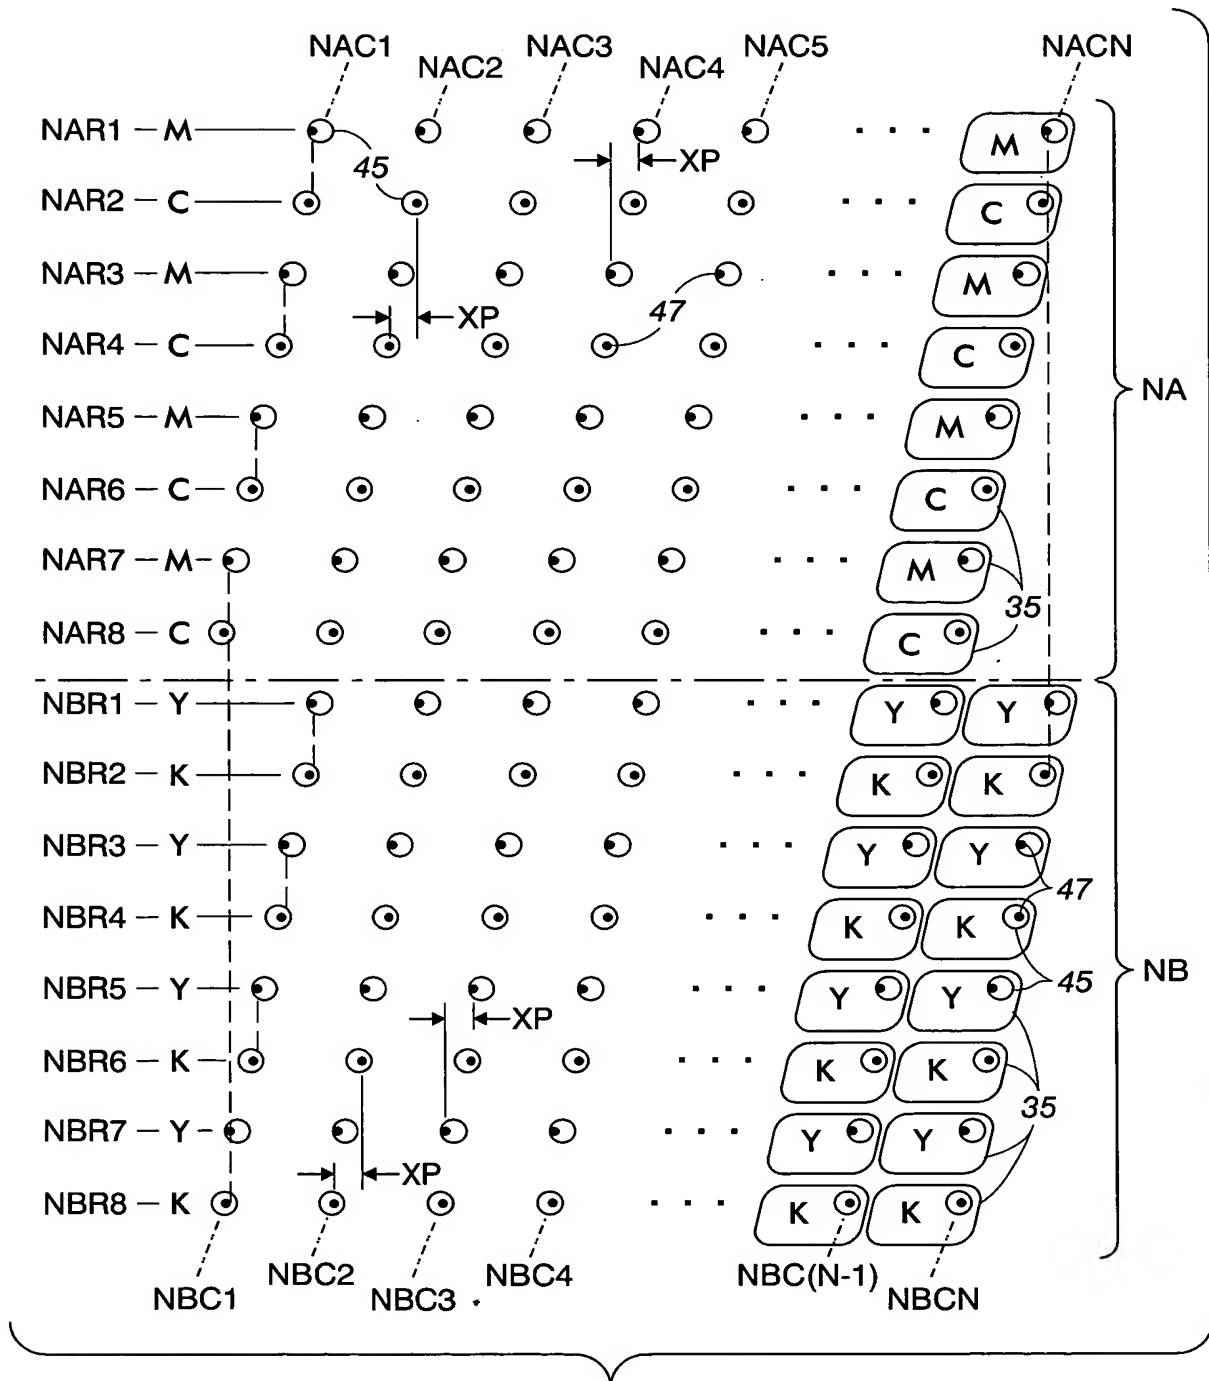 NAC1 NAC2 NAC3 NAC4 NAC5 NACN
NAR1 – M M
XP
45
NAR2 – C C
NAR3 – M M
47
XP
NAR4 – C C
NA
NAR5 – M M
NAR6 – C C
NAR7 – M M
35
NAR8 – C C
NBR1 – Y Y Y
NBR2 – K K K
NBR3 – Y Y Y
47
NBR4 – K K K
NB
45
NBR5 – Y Y Y
XP
NBR6 – K K K
35
NBR7 – Y Y Y
XP
NBR8 – K K K
NBC1 NBC2 NBC3 NBC4 NBC(N-1) NBCN